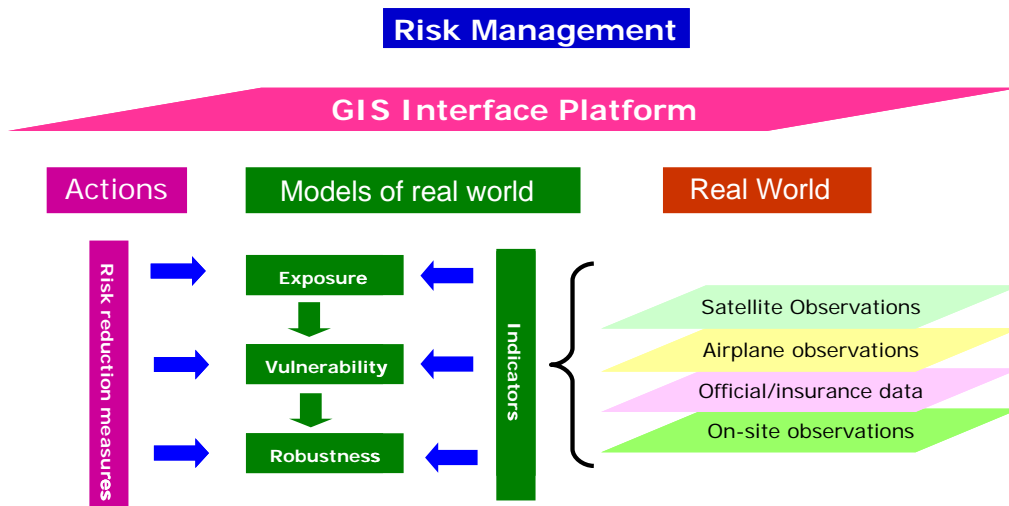 Risk Management
GIS Interface Platform
Actions
Models of real world
Real World
Risk reduction measures
Exposure
Vulnerability
Robustness
Indicators
Satellite Observations
Airplane observations
Official/insurance data
On-site observations